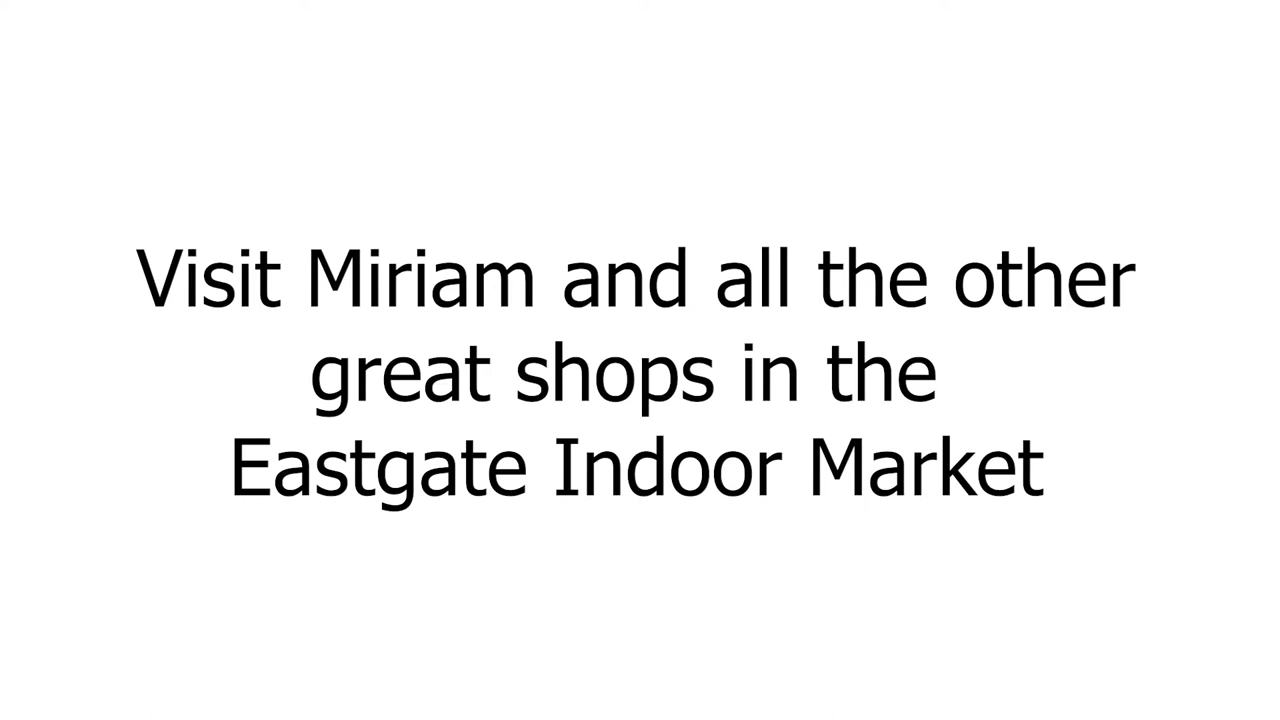 Visit Miriam and all the other
great shops in the
Eastgate Indoor Market